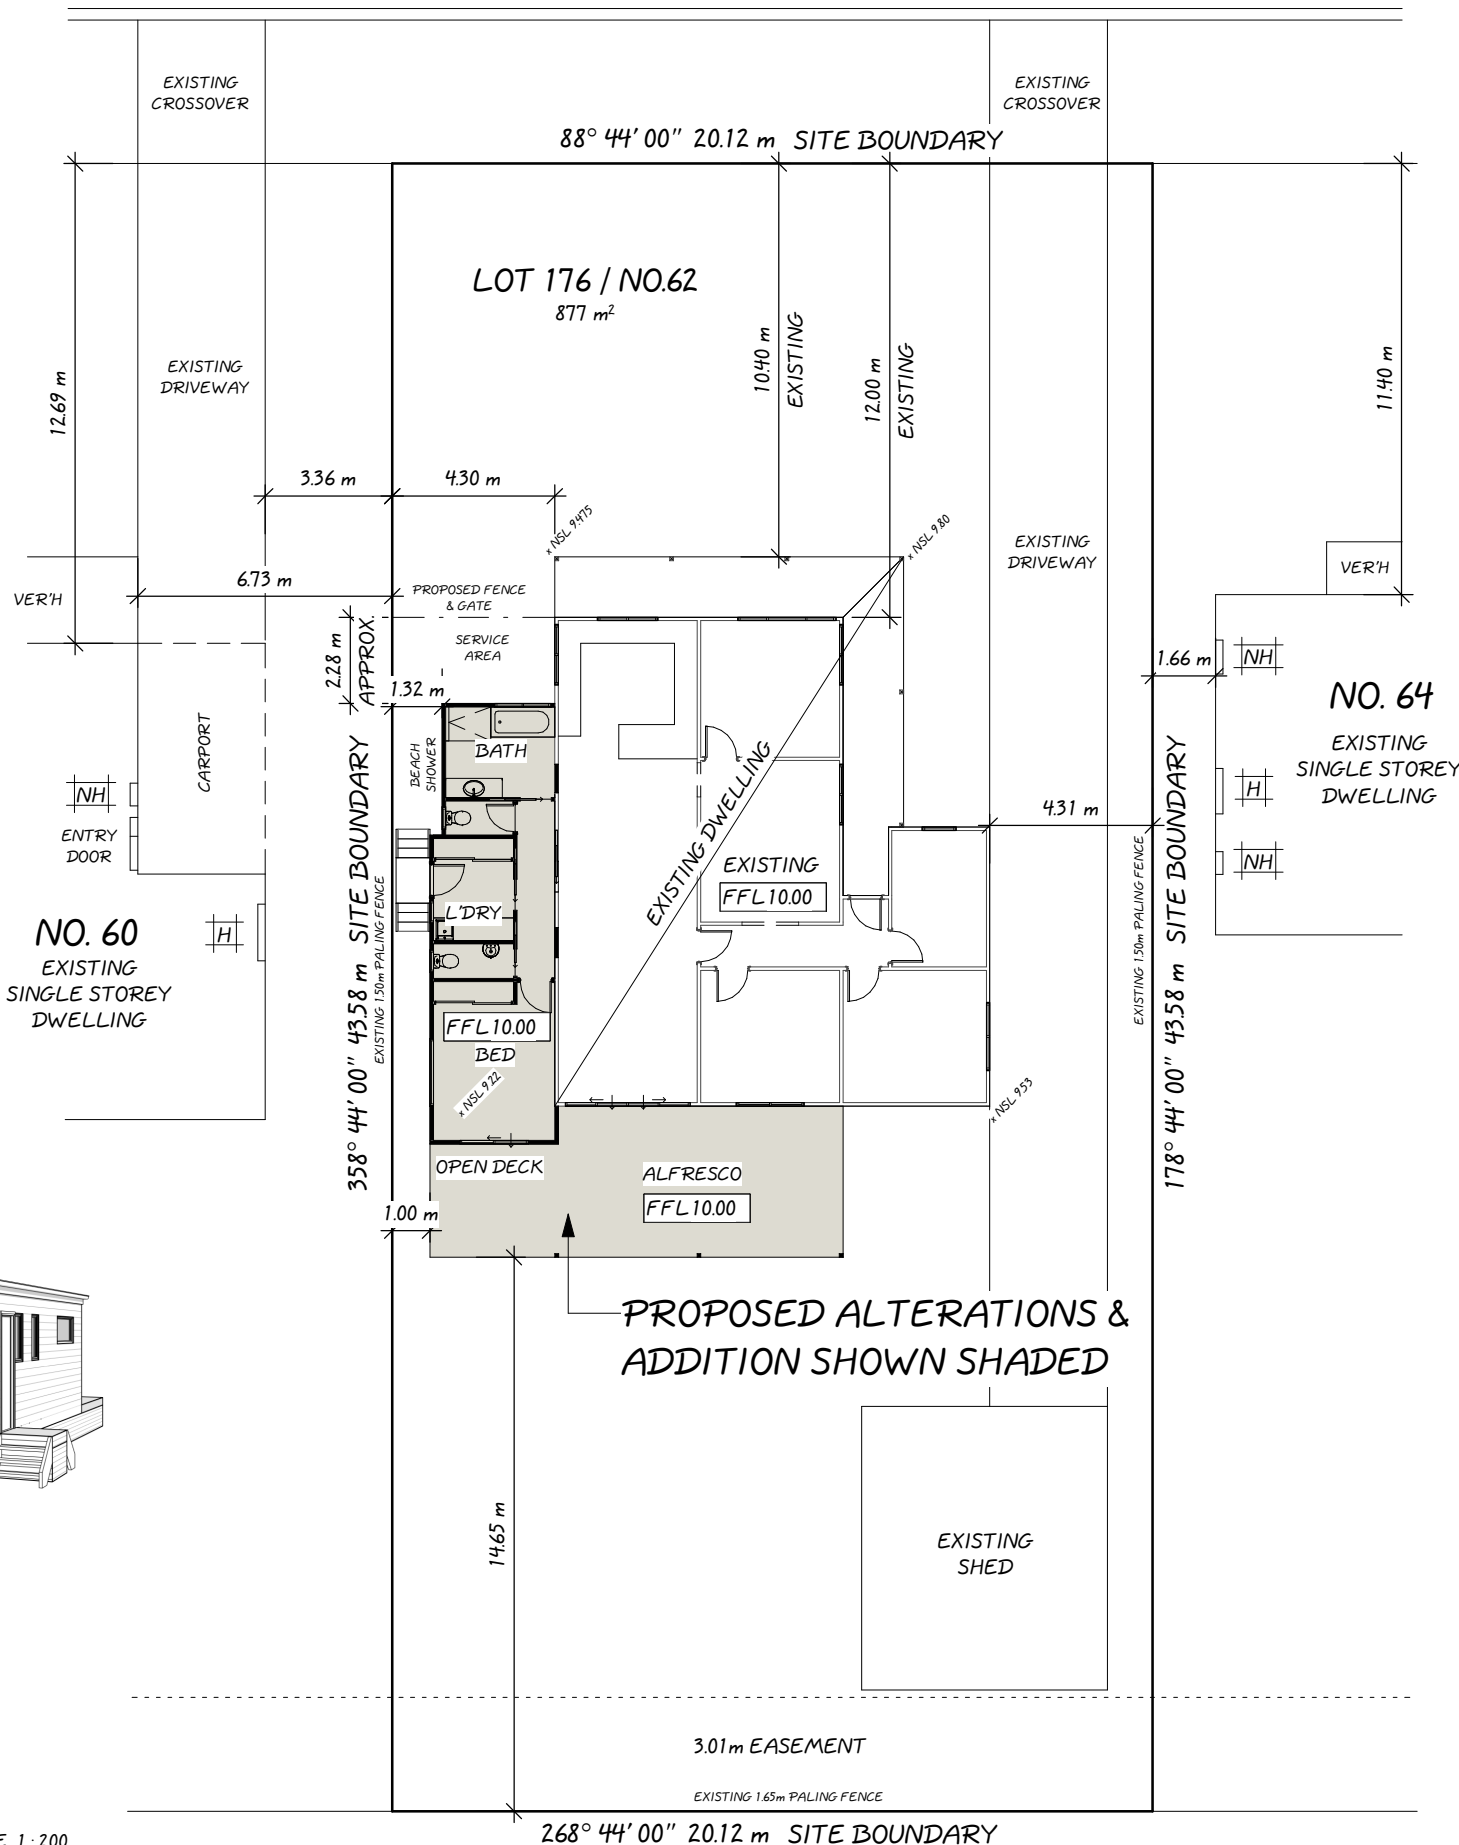 EXISTING
CROSSOVER
EXISTING
CROSSOVER
88° 44' 00" 20.12 m SITE BOUNDARY
LOT 176 / NO.62
877 m²
12.69 m
EXISTING
DRIVEWAY
10.40 m
EXISTING
12.00 m
EXISTING
11.40 m
3.36 m
4.30 m
x NSL 9.475
x NSL 9.80
EXISTING
DRIVEWAY
VER'H
VER'H
6.73 m
PROPOSED FENCE
& GATE
SERVICE
AREA
2.28 m
APPROX.
1.32 m
1.66 m
NH
NO. 64
EXISTING
SINGLE STOREY
DWELLING
H
NH
CARPORT
BEACH
SHOWER
BATH
EXISTING DWELLING
NH
ENTRY
DOOR
4.31 m
EXISTING
FFL 10.00
L'DRY
NO. 60
EXISTING
SINGLE STOREY
DWELLING
H
358° 44' 00" 43.58 m SITE BOUNDARY
EXISTING 1.50m PALING FENCE
EXISTING 1.50m PALING FENCE
178° 44' 00" 43.58 m SITE BOUNDARY
FFL 10.00
BED
x NSL 9.22
x NSL 9.53
OPEN DECK
ALFRESCO
FFL 10.00
1.00 m
PROPOSED ALTERATIONS &
ADDITION SHOWN SHADED
14.65 m
EXISTING
SHED
3.01m EASEMENT
EXISTING 1.65m PALING FENCE
268° 44' 00" 20.12 m SITE BOUNDARY
1 : 200